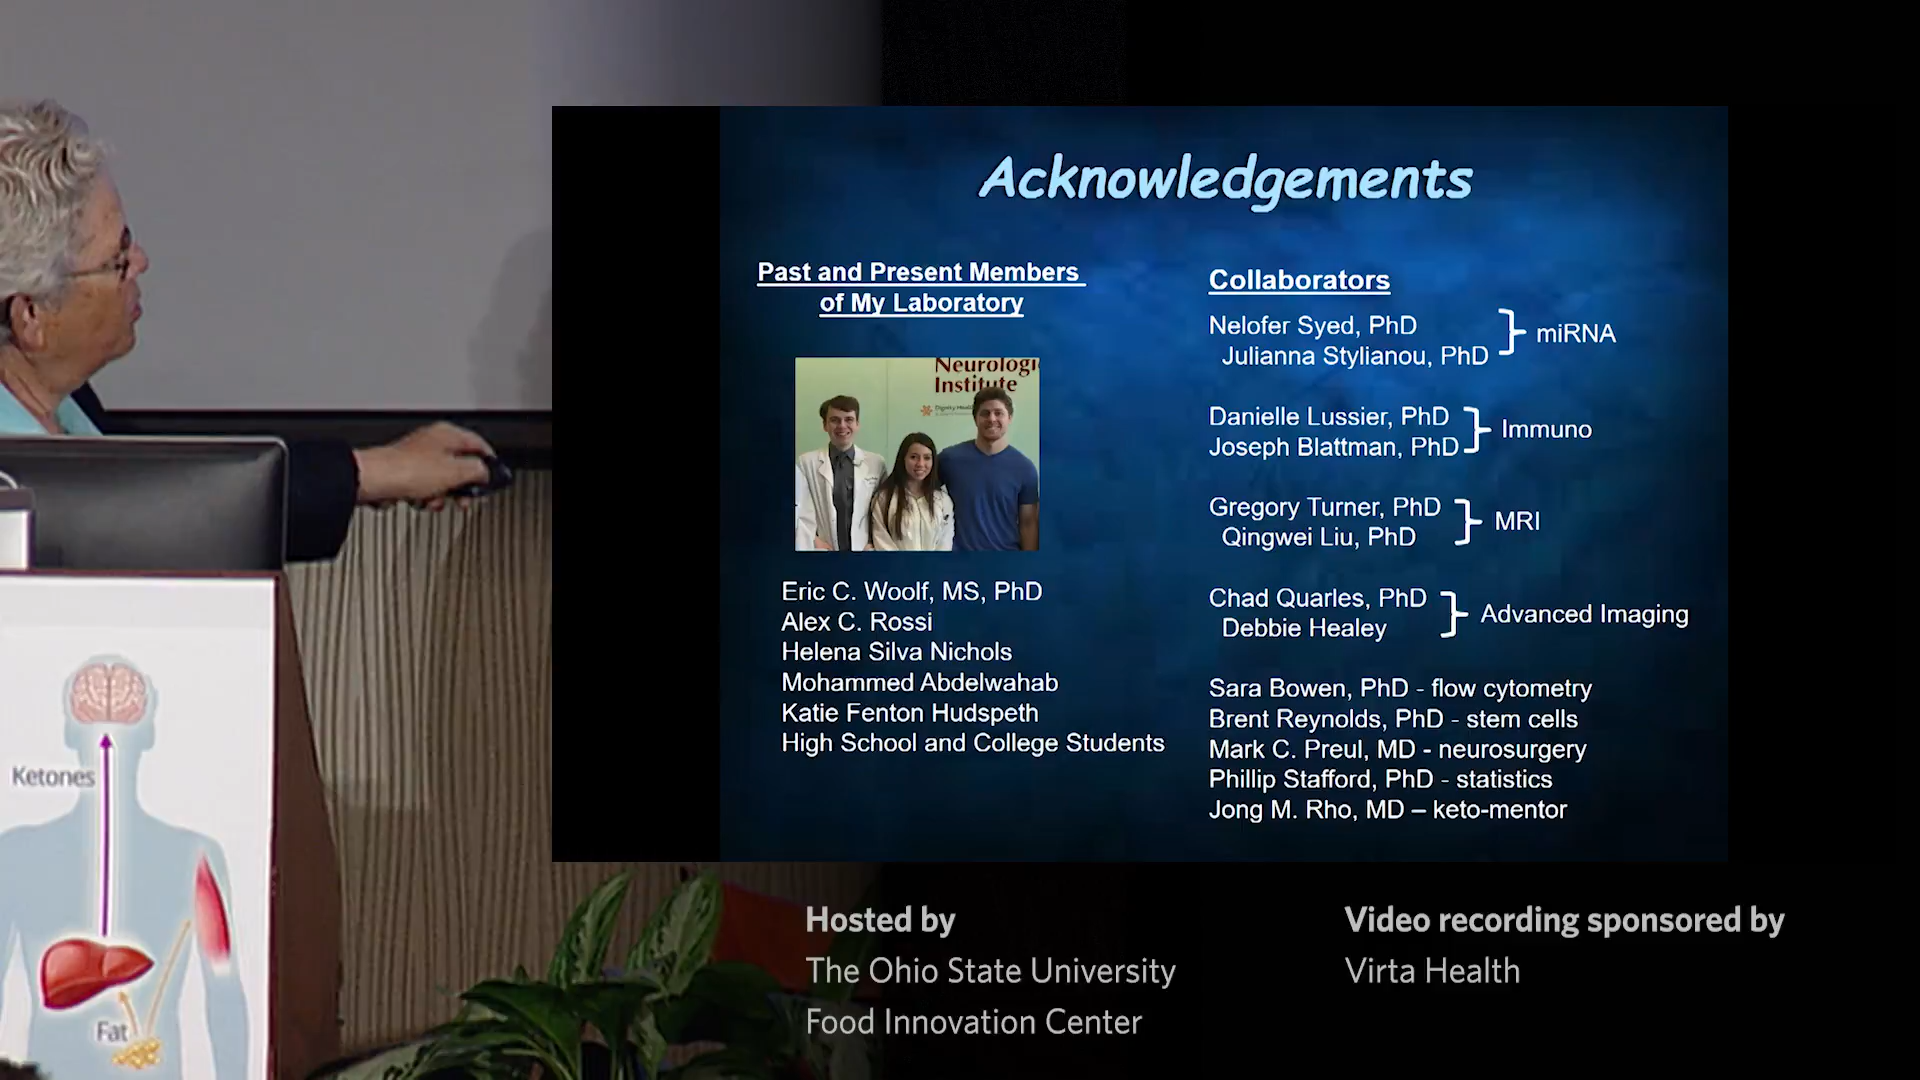 Acknowledgements
Past and Present Members
of My Laboratory
Neurologi
Institute
Eric C. Woolf, MS, PhD
Alex C. Rossi
Helena Silva Nichols
Mohammed Abdelwahab
Katie Fenton Hudspeth
High School and College Students
Collaborators
Nelofer Syed, PhD
Julianna Stylianou, PhD
miRNA
Danielle Lussier, PhD
Joseph Blattman, PhD
Immuno
Gregory Turner, PhD
Qingwei Liu, PhD
MRI
Chad Quarles, PhD
Debbie Healey
Advanced Imaging
Sara Bowen, PhD - flow cytometry
Brent Reynolds, PhD - stem cells
Mark C. Preul, MD - neurosurgery
Phillip Stafford, PhD - statistics
Jong M. Rho, MD – keto-mentor
Ketones
Fat
Hosted by
The Ohio State University
Food Innovation Center
Video recording sponsored by
Virta Health